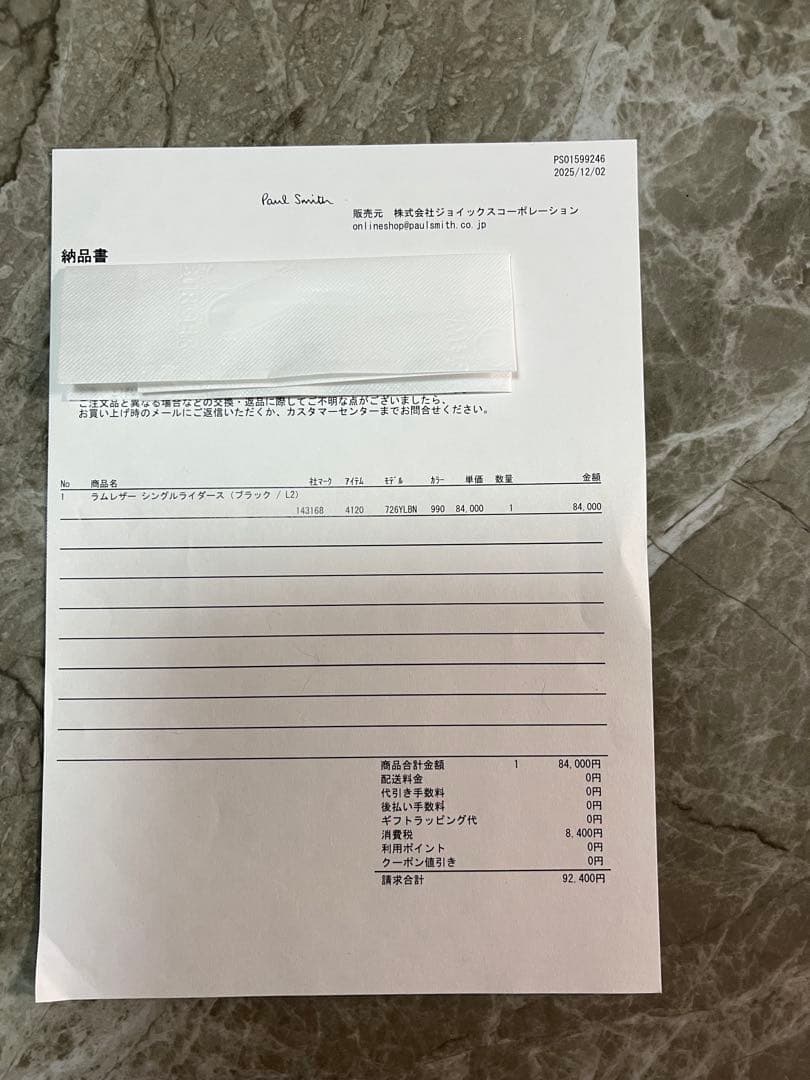 PS01599246
2025/12/02
Paul Smith
販売元 株式会社ジョイックスコーポレーション
onlineshop@paulsmith.co.jp
納品書
ご注文品と異なる場合などの交換・返品に際してご不明な点がございましたら、
お買い上げ時のメールにご返信いただくか、カスタマーセンターまでお問合せください。
No 商品名 社マーク アイテム モデル カラー 単価 数量 金額
1 ラムレザー シングルライダース (ブラック / L2)
143168 4120 726YLBN 990 84,000 1 84,000
商品合計金額 1 84,000円
配送料金 0円
代引き手数料 0円
後払い手数料 0円
ギフトラッピング代 0円
消費税 8,400円
利用ポイント 0円
クーポン値引き 0円
請求合計 92,400円